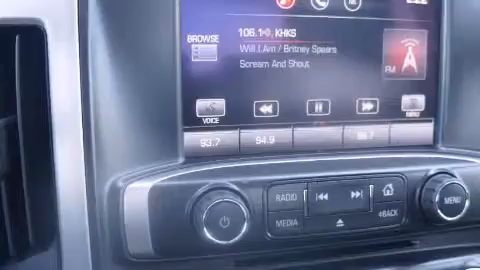 BROWSE
106.1 HD, KHKS
Will.I.Am / Britney Spears
Scream And Shout
FM
VOICE
MENU
93.7
94.9
RADIO
MEDIA
BACK
MENU